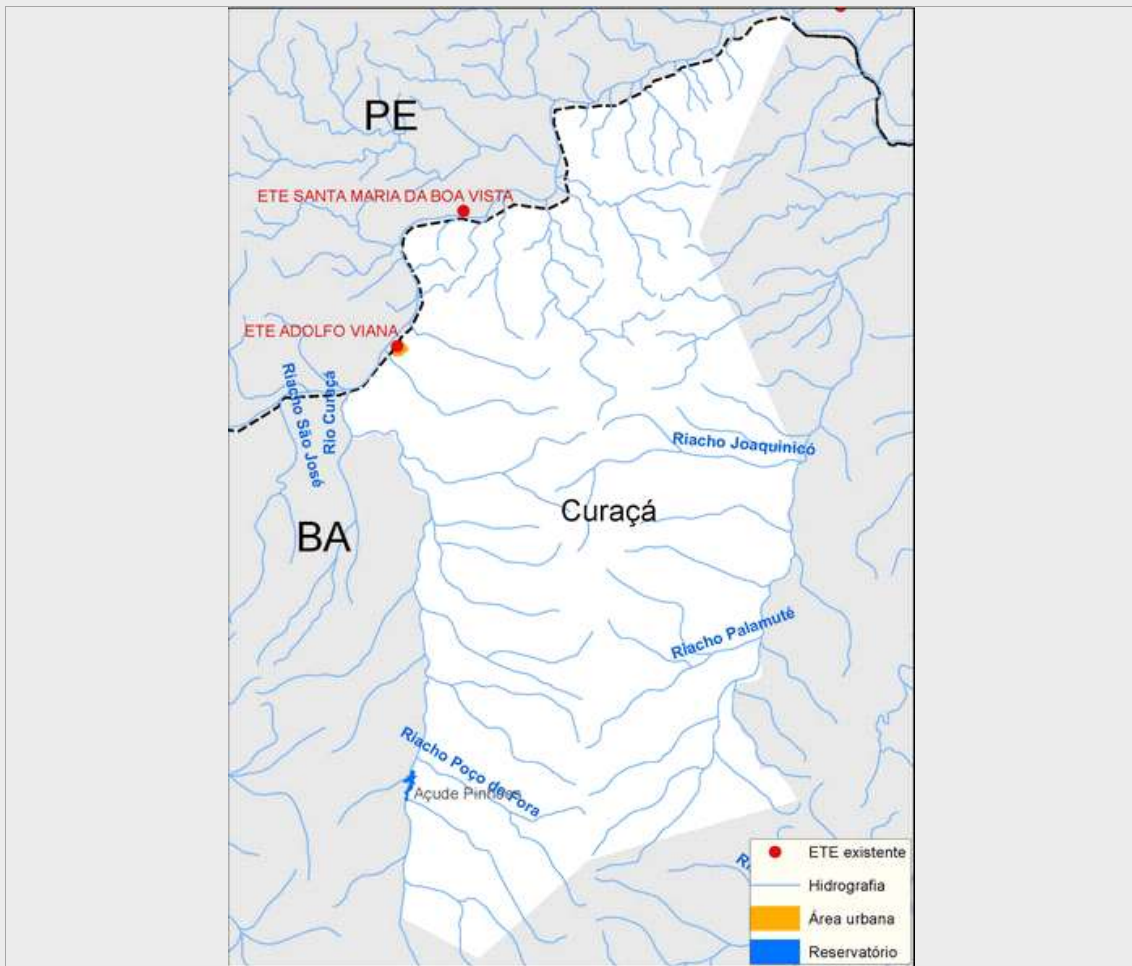 PE
ETE SANTA MARIA DA BOA VISTA
ETE ADOLFO VIANA
Riacho São José
Rio Curaçá
Riacho Joaquinicó
Curaçá
BA
Riacho Palamuté
Riacho Poço de Fora
Açude Pinhões
ETE existente
Hidrografia
Área urbana
Reservatório